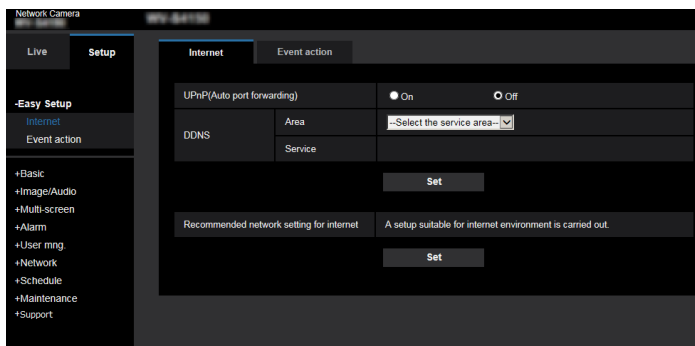 Network Camera
Live
Setup
Internet
Event action
-Easy Setup
Internet
Event action
+Basic
+Image/Audio
+Multi-screen
+Alarm
+User mng.
+Network
+Schedule
+Maintenance
+Support
UPnP(Auto port forwarding)
On
Off
DDNS
Area
--Select the service area--
Service
Set
Recommended network setting for internet
A setup suitable for internet environment is carried out.
Set